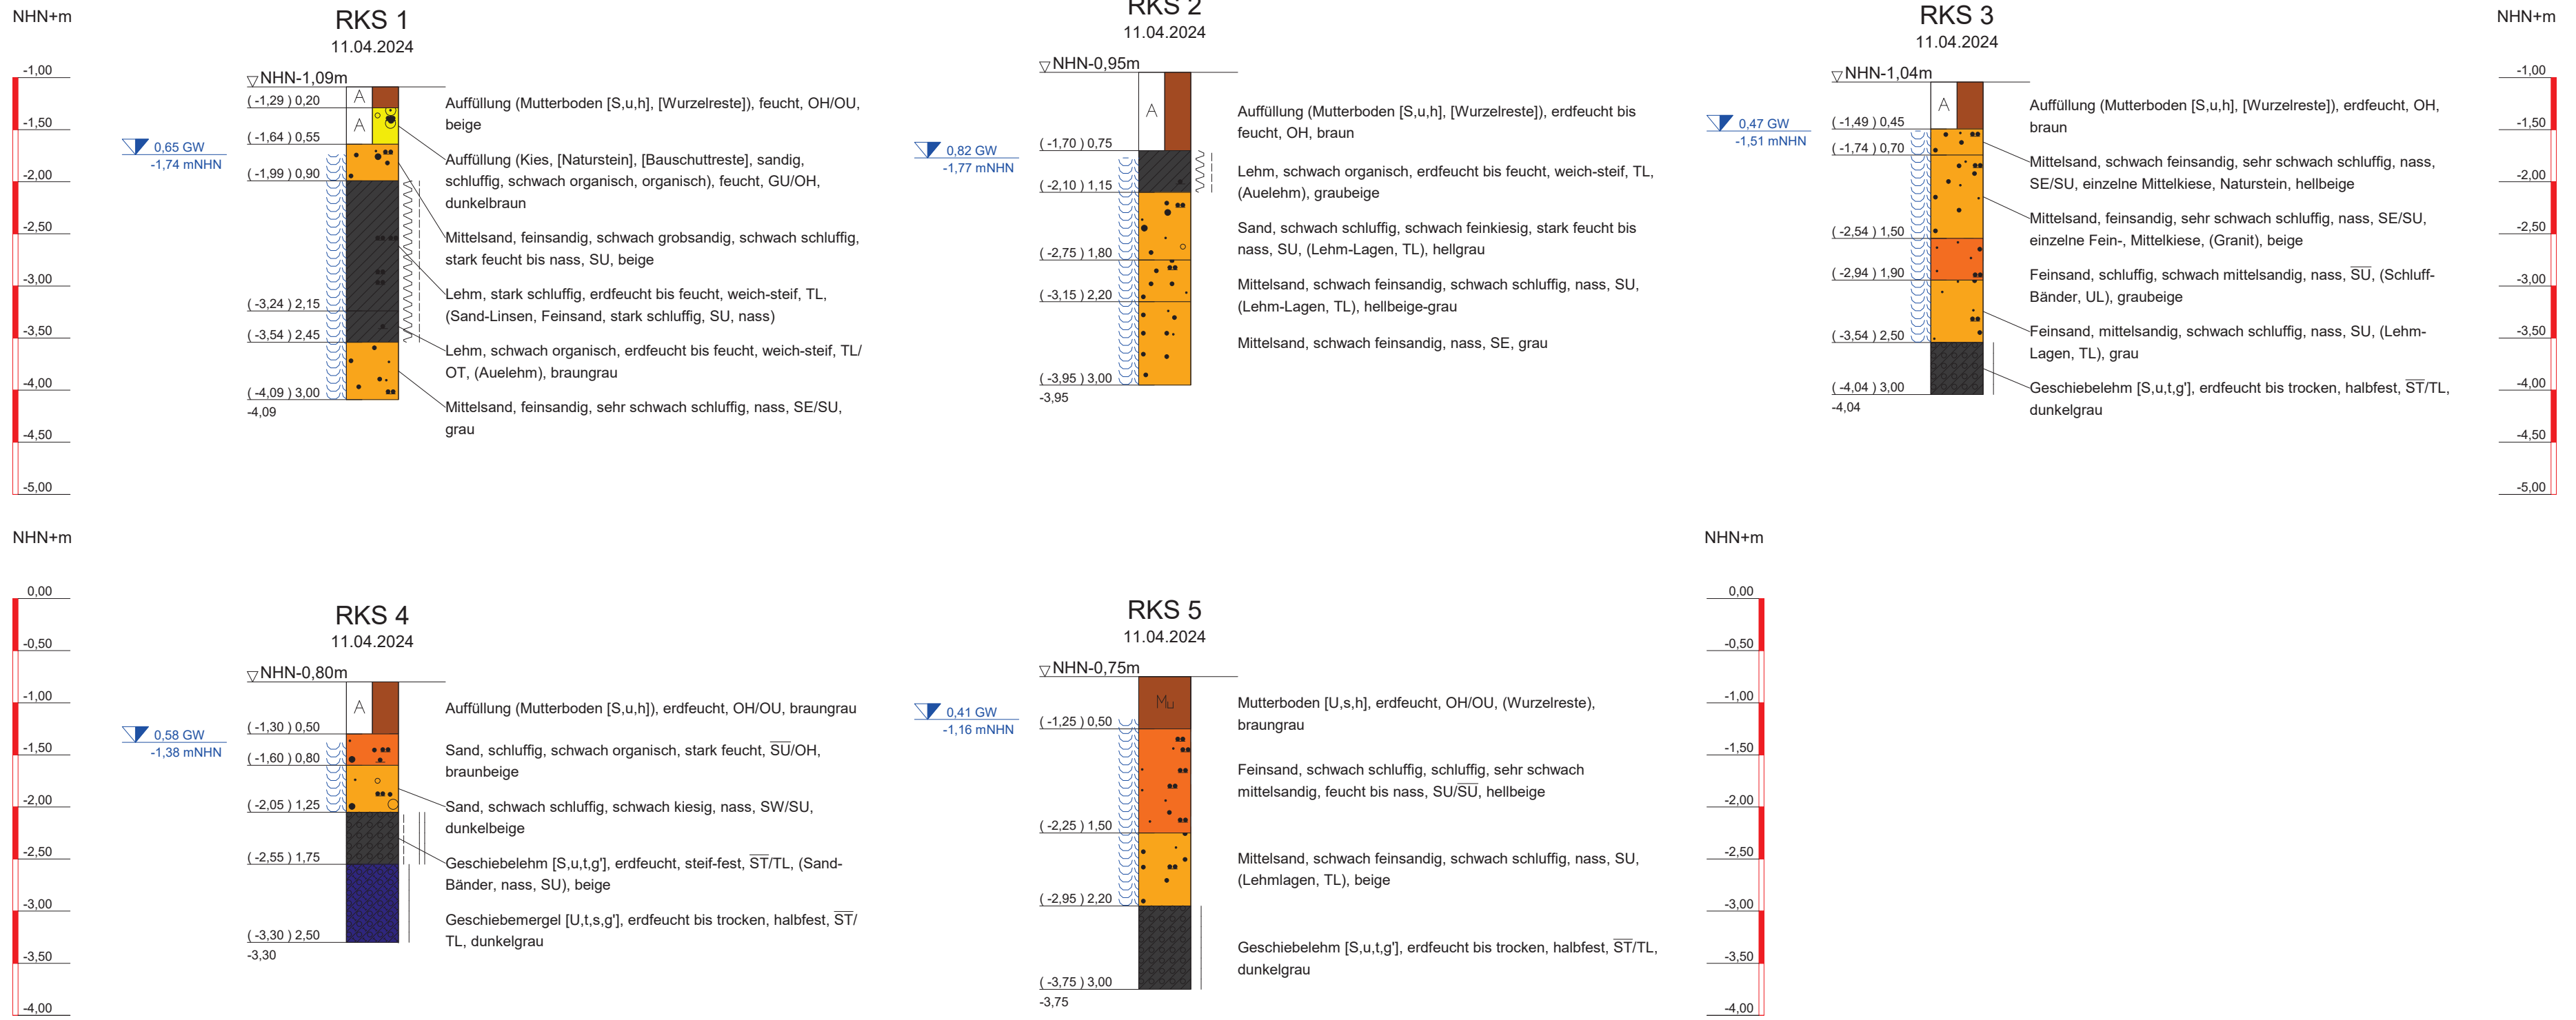 NHN+m
-1,00
-1,50
-2,00
-2,50
-3,00
-3,50
-4,00
-4,50
-5,00
RKS 1
11.04.2024
NHN-1,09m
( -1,29 ) 0,20
( -1,64 ) 0,55
( -1,99 ) 0,90
( -3,24 ) 2,15
( -3,54 ) 2,45
( -4,09 ) 3,00
-4,09
0,65 GW
-1,74 mNHN
A
A
Auffüllung (Mutterboden [S,u,h], [Wurzelreste]), feucht, OH/OU,
beige
Auffüllung (Kies, [Naturstein], [Bauschuttreste], sandig,
schluffig, schwach organisch, organisch), feucht, GU/OH,
dunkelbraun
Mittelsand, feinsandig, schwach grobsandig, schwach schluffig,
stark feucht bis nass, SU, beige
Lehm, stark schluffig, erdfeucht bis feucht, weich-steif, TL,
(Sand-Linsen, Feinsand, stark schluffig, SU, nass)
Lehm, schwach organisch, erdfeucht bis feucht, weich-steif, TL/
OT, (Auelehm), braungrau
Mittelsand, feinsandig, sehr schwach schluffig, nass, SE/SU,
grau
RKS 2
11.04.2024
NHN-0,95m
( -1,70 ) 0,75
( -2,10 ) 1,15
( -2,75 ) 1,80
( -3,15 ) 2,20
( -3,95 ) 3,00
-3,95
0,82 GW
-1,77 mNHN
A
Auffüllung (Mutterboden [S,u,h], [Wurzelreste]), erdfeucht bis
feucht, OH, braun
Lehm, schwach organisch, erdfeucht bis feucht, weich-steif, TL,
(Auelehm), graubeige
Sand, schwach schluffig, schwach feinkiesig, stark feucht bis
nass, SU, (Lehm-Lagen, TL), hellgrau
Mittelsand, schwach feinsandig, schwach schluffig, nass, SU,
(Lehm-Lagen, TL), hellbeige-grau
Mittelsand, schwach feinsandig, nass, SE, grau
RKS 3
11.04.2024
NHN-1,04m
( -1,49 ) 0,45
( -1,74 ) 0,70
( -2,54 ) 1,50
( -2,94 ) 1,90
( -3,54 ) 2,50
( -4,04 ) 3,00
-4,04
0,47 GW
-1,51 mNHN
A
Auffüllung (Mutterboden [S,u,h], [Wurzelreste]), erdfeucht, OH,
braun
Mittelsand, schwach feinsandig, sehr schwach schluffig, nass,
SE/SU, einzelne Mittelkiese, Naturstein, hellbeige
Mittelsand, feinsandig, sehr schwach schluffig, nass, SE/SU,
einzelne Fein-, Mittelkiese, (Granit), beige
Feinsand, schluffig, schwach mittelsandig, nass, S̅U̅, (Schluff-
Bänder, UL), graubeige
Feinsand, mittelsandig, schwach schluffig, nass, SU, (Lehm-
Lagen, TL), grau
Geschiebelehm [S,u,t,g'], erdfeucht bis trocken, halbfest, S̅T̅/TL,
dunkelgrau
NHN+m
-1,00
-1,50
-2,00
-2,50
-3,00
-3,50
-4,00
-4,50
-5,00
NHN+m
0,00
-0,50
-1,00
-1,50
-2,00
-2,50
-3,00
-3,50
-4,00
RKS 4
11.04.2024
NHN-0,80m
( -1,30 ) 0,50
( -1,60 ) 0,80
( -2,05 ) 1,25
( -2,55 ) 1,75
( -3,30 ) 2,50
-3,30
0,58 GW
-1,38 mNHN
A
Auffüllung (Mutterboden [S,u,h]), erdfeucht, OH/OU, braungrau
Sand, schluffig, schwach organisch, stark feucht, S̅U̅/OH,
braunbeige
Sand, schwach schluffig, schwach kiesig, nass, SW/SU,
dunkelbeige
Geschiebelehm [S,u,t,g'], erdfeucht, steif-fest, S̅T̅/TL, (Sand-
Bänder, nass, SU), beige
Geschiebemergel [U,t,s,g'], erdfeucht bis trocken, halbfest, S̅T̅/
TL, dunkelgrau
RKS 5
11.04.2024
NHN-0,75m
( -1,25 ) 0,50
( -2,25 ) 1,50
( -2,95 ) 2,20
( -3,75 ) 3,00
-3,75
0,41 GW
-1,16 mNHN
Mu
Mutterboden [U,s,h], erdfeucht, OH/OU, (Wurzelreste),
braungrau
Feinsand, schwach schluffig, schluffig, sehr schwach
mittelsandig, feucht bis nass, SU/S̅U̅, hellbeige
Mittelsand, schwach feinsandig, schwach schluffig, nass, SU,
(Lehmlagen, TL), beige
Geschiebelehm [S,u,t,g'], erdfeucht bis trocken, halbfest, S̅T̅/TL,
dunkelgrau
NHN+m
0,00
-0,50
-1,00
-1,50
-2,00
-2,50
-3,00
-3,50
-4,00